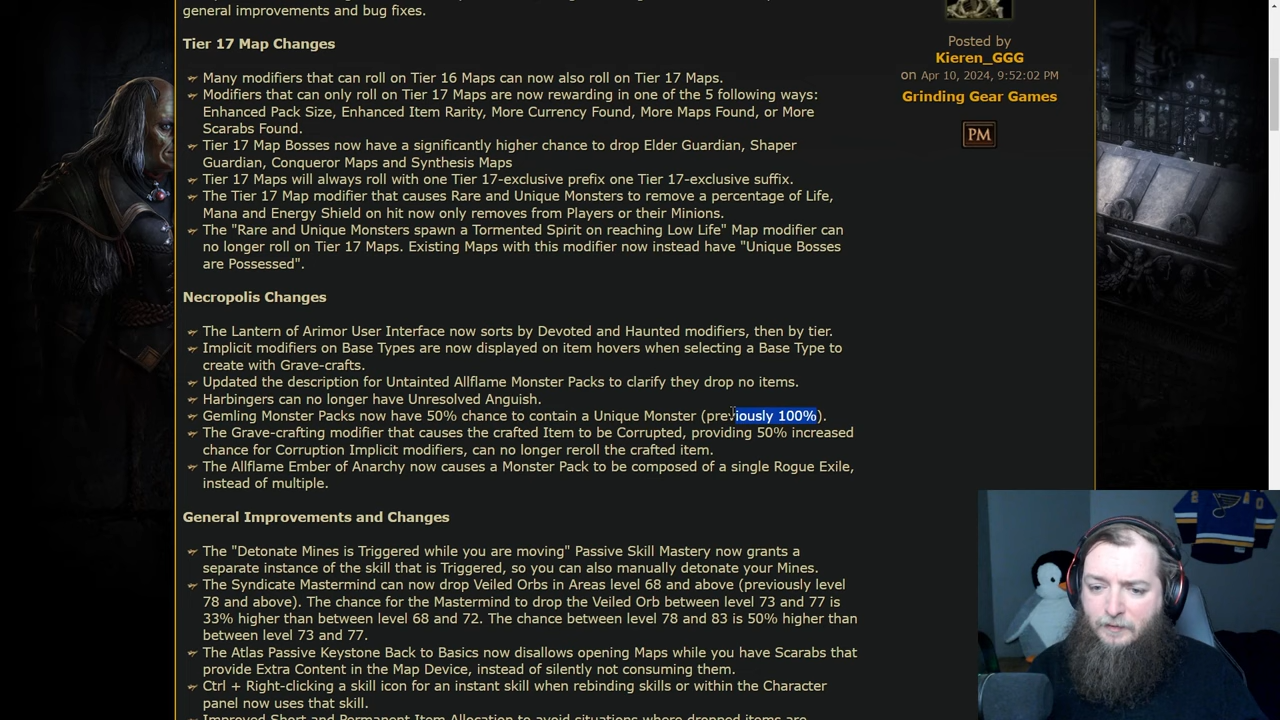 general improvements and bug fixes.
Tier 17 Map Changes
Many modifiers that can roll on Tier 16 Maps can now also roll on Tier 17 Maps.
Modifiers that can only roll on Tier 17 Maps are now rewarding in one of the 5 following ways:
Enhanced Pack Size, Enhanced Item Rarity, More Currency Found, More Maps Found, or More
Scarabs Found.
Tier 17 Map Bosses now have a significantly higher chance to drop Elder Guardian, Shaper
Guardian, Conqueror Maps and Synthesis Maps
Tier 17 Maps will always roll with one Tier 17-exclusive prefix one Tier 17-exclusive suffix.
The Tier 17 Map modifier that causes Rare and Unique Monsters to remove a percentage of Life,
Mana and Energy Shield on hit now only removes from Players or their Minions.
The "Rare and Unique Monsters spawn a Tormented Spirit on reaching Low Life" Map modifier can
no longer roll on Tier 17 Maps. Existing Maps with this modifier now instead have "Unique Bosses
are Possessed".
Necropolis Changes
The Lantern of Arimor User Interface now sorts by Devoted and Haunted modifiers, then by tier.
Implicit modifiers on Base Types are now displayed on item hovers when selecting a Base Type to
create with Grave-crafts.
Updated the description for Untainted Allflame Monster Packs to clarify they drop no items.
Harbingers can no longer have Unresolved Anguish.
Gemling Monster Packs now have 50% chance to contain a Unique Monster (previously 100%).
The Grave-crafting modifier that causes the crafted Item to be Corrupted, providing 50% increased
chance for Corruption Implicit modifiers, can no longer reroll the crafted item.
The Allflame Ember of Anarchy now causes a Monster Pack to be composed of a single Rogue Exile,
instead of multiple.
General Improvements and Changes
The "Detonate Mines is Triggered while you are moving" Passive Skill Mastery now grants a
separate instance of the skill that is Triggered, so you can also manually detonate your Mines.
The Syndicate Mastermind can now drop Veiled Orbs in Areas level 68 and above (previously level
78 and above). The chance for the Mastermind to drop the Veiled Orb between level 73 and 77 is
33% higher than between level 68 and 72. The chance between level 78 and 83 is 50% higher than
between level 73 and 77.
The Atlas Passive Keystone Back to Basics now disallows opening Maps while you have Scarabs that
provide Extra Content in the Map Device, instead of silently not consuming them.
Ctrl + Right-clicking a skill icon for an instant skill when rebinding skills or within the Character
panel now uses that skill.
Improved Short and Permanent Item Allocation to avoid situations where dropped items are
Posted by
Kieren_GGG
on Apr 10, 2024, 9:52:02 PM
Grinding Gear Games
PM